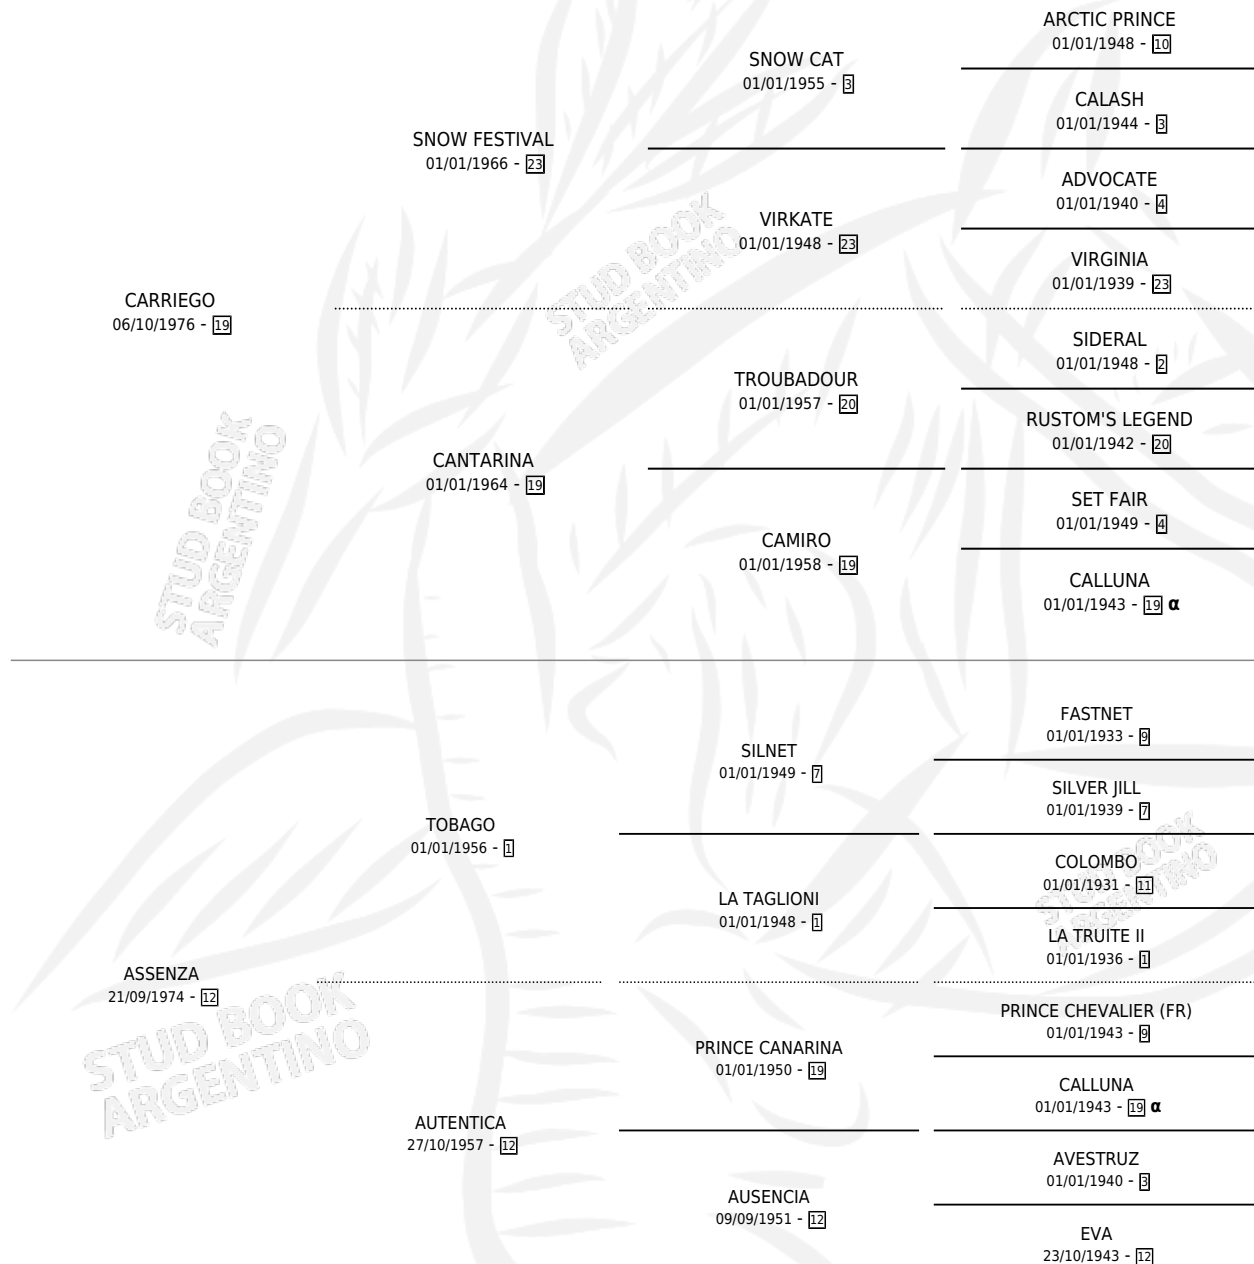 ARCTIC PRINCE
01/01/1948 - 10
SNOW CAT
01/01/1955 - 3
CALASH
01/01/1944 - 3
SNOW FESTIVAL
01/01/1966 - 23
ADVOCATE
01/01/1940 - 4
VIRKATE
01/01/1948 - 23
VIRGINIA
01/01/1939 - 23
CARRIEGO
06/10/1976 - 19
SIDERAL
01/01/1948 - 2
TROUBADOUR
01/01/1957 - 20
RUSTOM'S LEGEND
01/01/1942 - 20
CANTARINA
01/01/1964 - 19
SET FAIR
01/01/1949 - 4
CAMIRO
01/01/1958 - 19
CALLUNA
01/01/1943 - 19 α
FASTNET
01/01/1933 - 9
SILNET
01/01/1949 - 7
SILVER JILL
01/01/1939 - 7
TOBAGO
01/01/1956 - 1
COLOMBO
01/01/1931 - 11
LA TAGLIONI
01/01/1948 - 1
LA TRUITE II
01/01/1936 - 1
ASSENZA
21/09/1974 - 12
PRINCE CHEVALIER (FR)
01/01/1943 - 9
PRINCE CANARINA
01/01/1950 - 19
CALLUNA
01/01/1943 - 19 α
AUTENTICA
27/10/1957 - 12
AVESTRUZ
01/01/1940 - 3
AUSENCIA
09/09/1951 - 12
EVA
23/10/1943 - 12
STUD BOOK
ARGENTINO
STUD BOOK
ARGENTINO
STUD BOOK
ARGENTINO
STUD BOOK
ARGENTINO